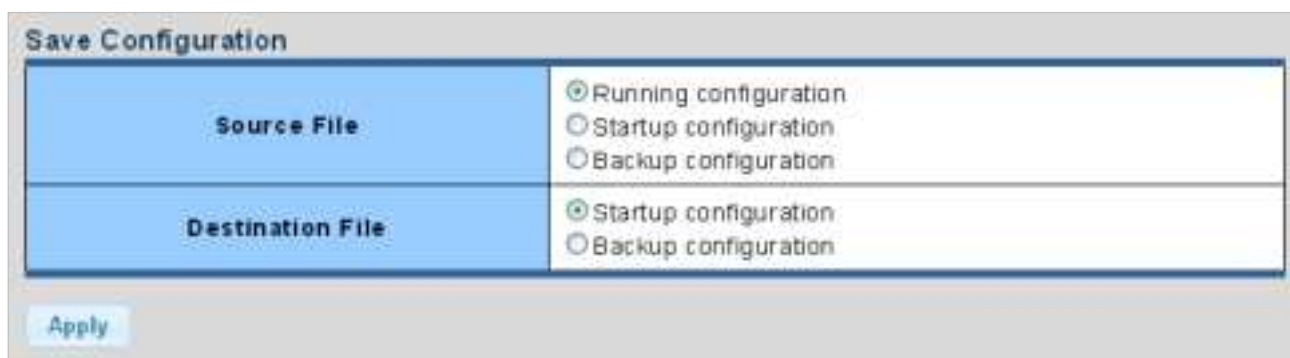 Save Configuration
Source File
Running configuration
Startup configuration
Backup configuration
Destination File
Startup configuration
Backup configuration
Apply